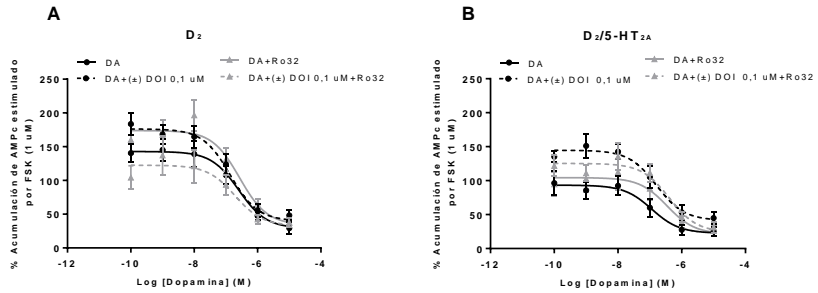 A
D2
DA
DA+Ro32
DA+(±) DOI 0,1 uM
DA+(±) DOI 0,1 uM+Ro32
% Acumulación de AMPc estimulado
por FSK (1 uM)
250
200
150
100
50
0
-12
-10
-8
-6
-4
Log [Dopamina] (M)
B
D2/5-HT2A
DA
DA+Ro32
DA+(±) DOI 0,1 uM
DA+(±) DOI 0,1 uM+Ro32
% Acumulación de AMPc estimulado
por FSK (1 uM)
250
200
150
100
50
0
-12
-10
-8
-6
-4
Log [Dopamina] (M)